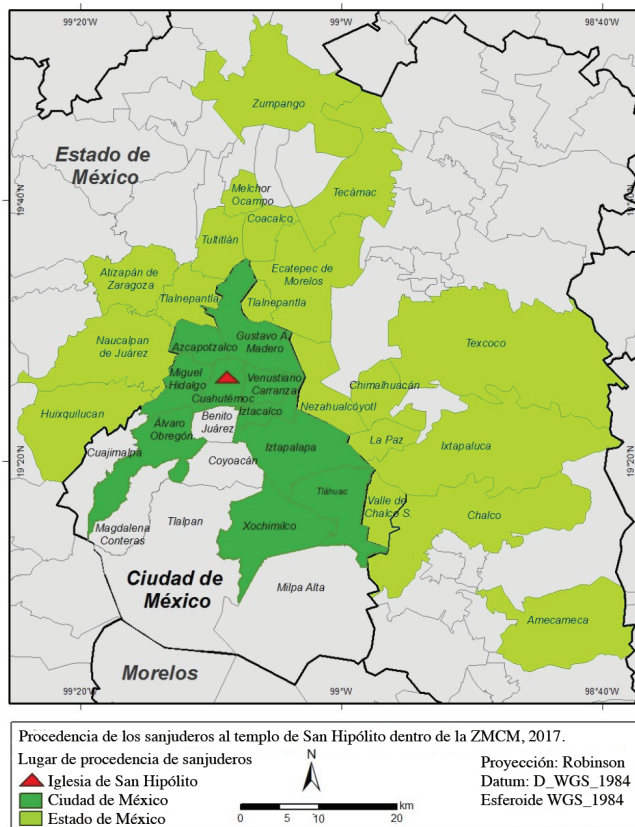 99°20'W 99°0'W 98°40'W
Zumpango
Estado de
México
19°40'N
Melchor
Ocampo
Tecámac
Coacalco
Tultitlán
Atizapán de
Zaragoza
Ecatepec de
Morelos
Tlalnepantla
Tlalnepantla
Naucalpan
de Juárez
Azcapotzalco
Gustavo A.
Madero
Texcoco
Miguel
Hidalgo
Venustiano
Carranza
Chimalhuacán
Cuahutémoc
Nezahualcóyotl
Huixquilucan
Iztacalco
Benito
Juárez
Álvaro
Obregón
La Paz
Ixtapaluca
Iztapalapa
Cuajimalpa
Coyoacán
19°20'N
Tláhuac
Valle de
Chalco S.
Chalco
Magdalena
Conteras
Tlalpan
Xochimilco
Ciudad de
México
Milpa Alta
Amecameca
Morelos
99°20'W 99°0'W 98°40'W
Procedencia de los sanjuderos al templo de San Hipólito dentro de la ZMCM, 2017.
Lugar de procedencia de sanjuderos
Iglesia de San Hipólito
Ciudad de México
Estado de México
N
km
0 5 10 20
Proyección: Robinson
Datum: D_WGS_1984
Esferoide WGS_1984